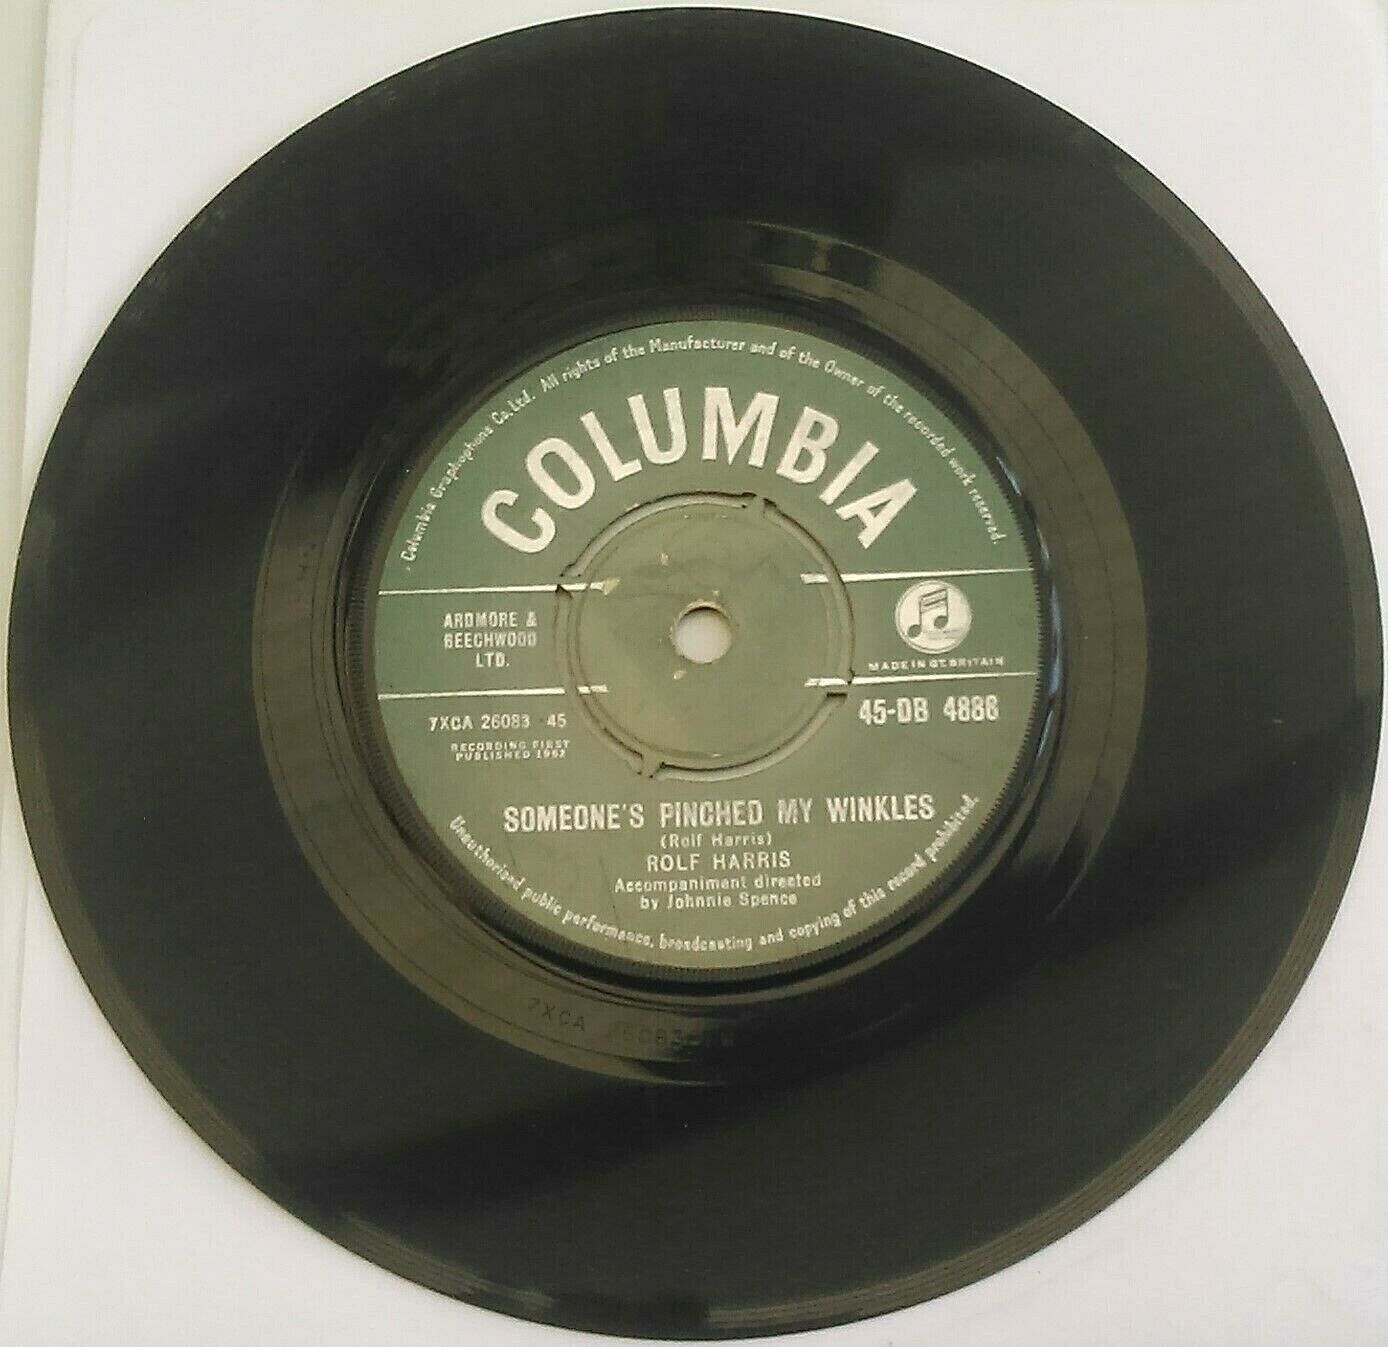 Columbia Graphophone Co. Ltd. All rights of the Manufacturer and of the Owner of the recorded work reserved.
COLUMBIA
ARDMORE &
BEECHWOOD
LTD.
MADE IN GT. BRITAIN
7XCA 26083 45
45-DB 4888
RECORDING FIRST
PUBLISHED 1962
SOMEONE'S PINCHED MY WINKLES
(Rolf Harris)
ROLF HARRIS
Accompaniment directed
by Johnnie Spence
Unauthorised public performance, broadcasting and copying of this record prohibited.
7XCA